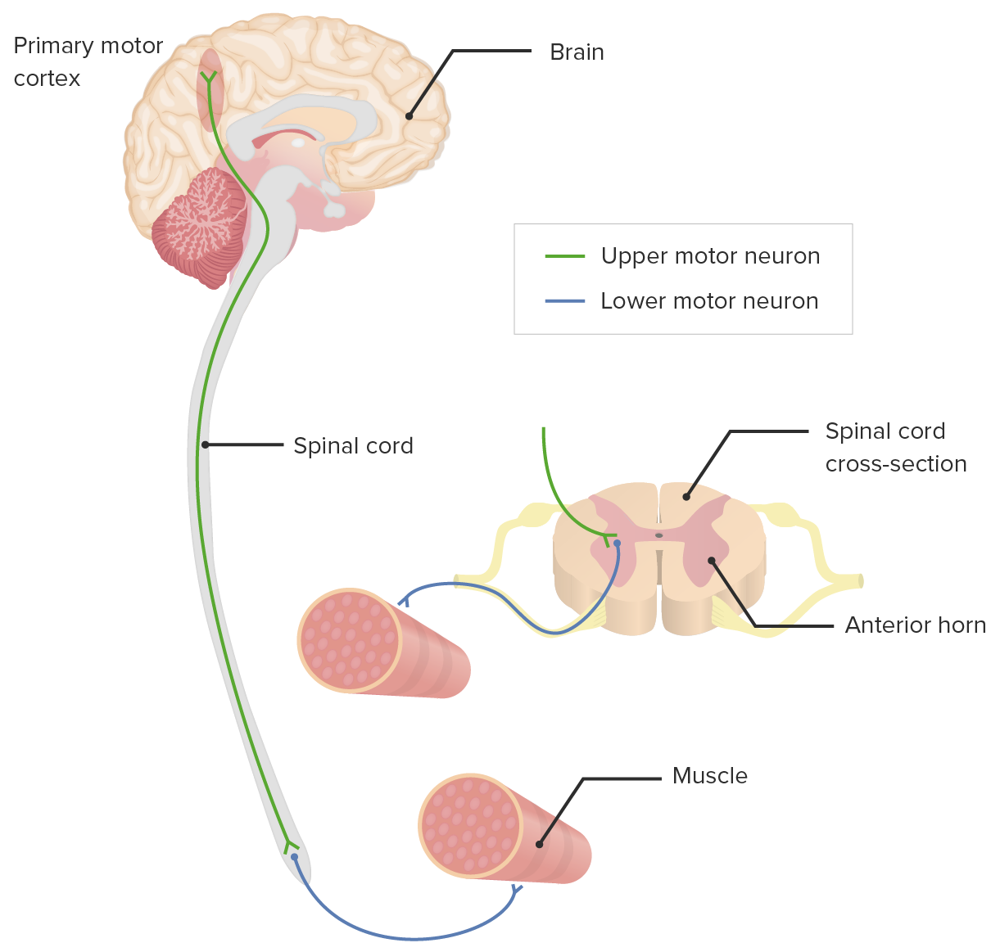 Primary motor
cortex
Brain
Upper motor neuron
Lower motor neuron
Spinal cord
Spinal cord
cross-section
Anterior horn
Muscle